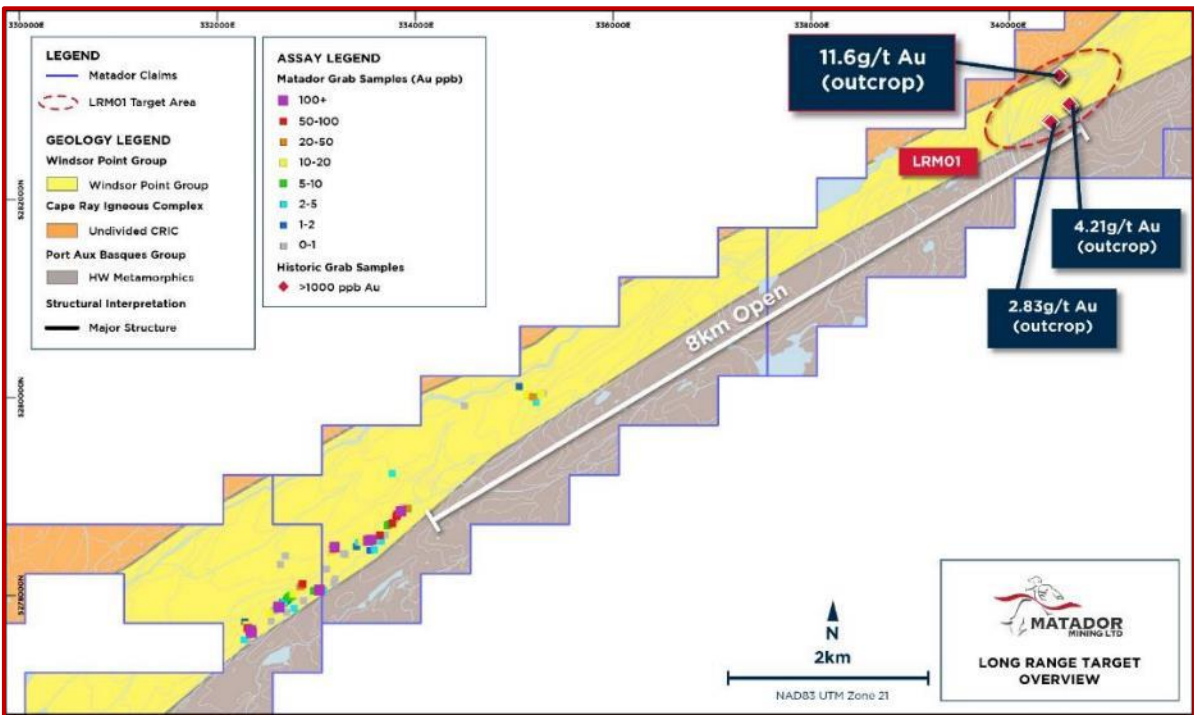 330000E
332000E
334000E
336000E
338000E
340000E
5282000N
5280000N
5278000N
LEGEND
Matador Claims
LRM01 Target Area
GEOLOGY LEGEND
Windsor Point Group
Windsor Point Group
Cape Ray Igneous Complex
Undivided CRIC
Port Aux Basques Group
HW Metamorphics
Structural Interpretation
Major Structure
ASSAY LEGEND
Matador Grab Samples (Au ppb)
100+
50-100
20-50
10-20
5-10
2-5
1-2
0-1
Historic Grab Samples
>1000 ppb Au
11.6g/t Au
(outcrop)
LRM01
4.21g/t Au
(outcrop)
2.83g/t Au
(outcrop)
8km Open
N
2km
NAD83 UTM Zone 21
MATADOR
MINING LTD
LONG RANGE TARGET
OVERVIEW